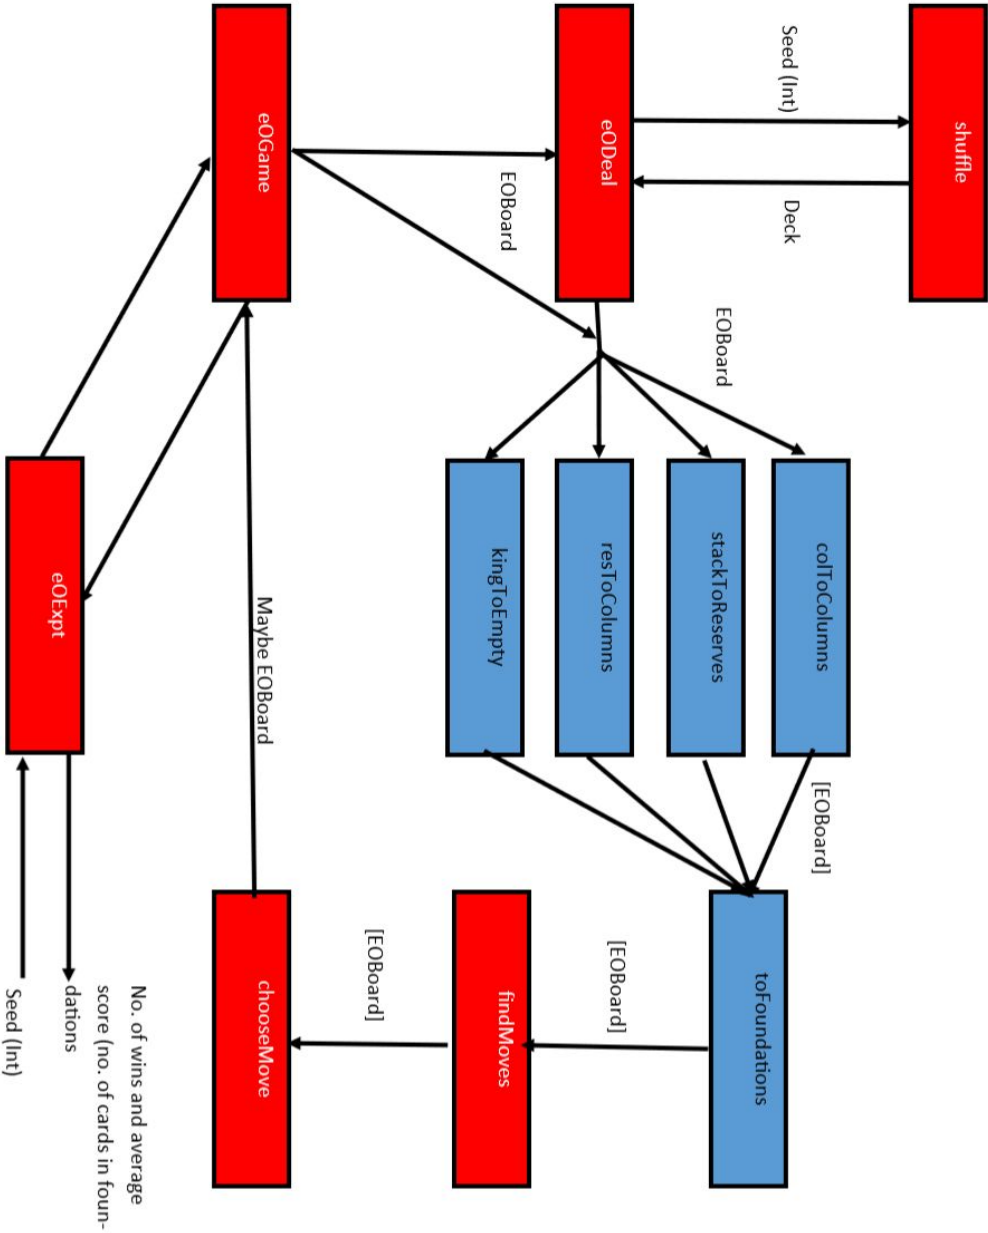 shuffle
colToColumns
[EOBoard]
Seed (Int)
Deck
toFoundations
EOBoard
stackToReserves
eODeal
resToColumns
[EOBoard]
EOBoard
kingToEmpty
findMoves
[EOBoard]
eOGame
Maybe EOBoard
chooseMove
No. of wins and average
score (no. of cards in foun-
dations
eOExpt
Seed (Int)